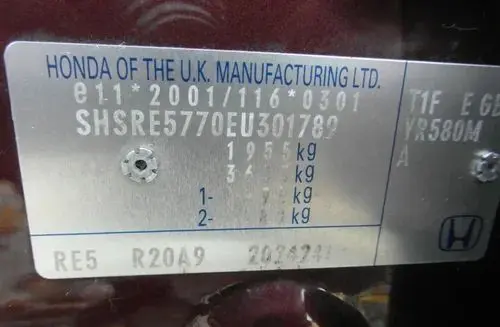 HONDA OF THE U.K. MANUFACTURING LTD.
e11*2001/116*0301
SHSRE5770EU301789
1955 kg
kg
1- kg
2- kg
RE5 R20A9
T1F E
YR580M
A